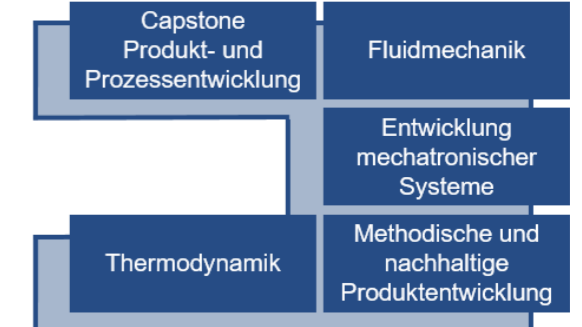 Capstone
Produkt- und
Prozessentwicklung
Fluidmechanik
Entwicklung
mechatronischer
Systeme
Thermodynamik
Methodische und
nachhaltige
Produktentwicklung